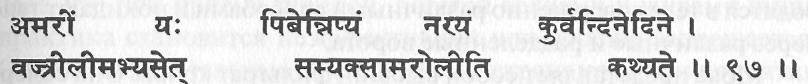 अमरीं यः पिबेन्नित्यं नस्यं कुर्वन्दिनेदिने ।
वज्रोलीमभ्यसेत् सम्यक्सामरोलीति कथ्यते ॥ ९७ ॥